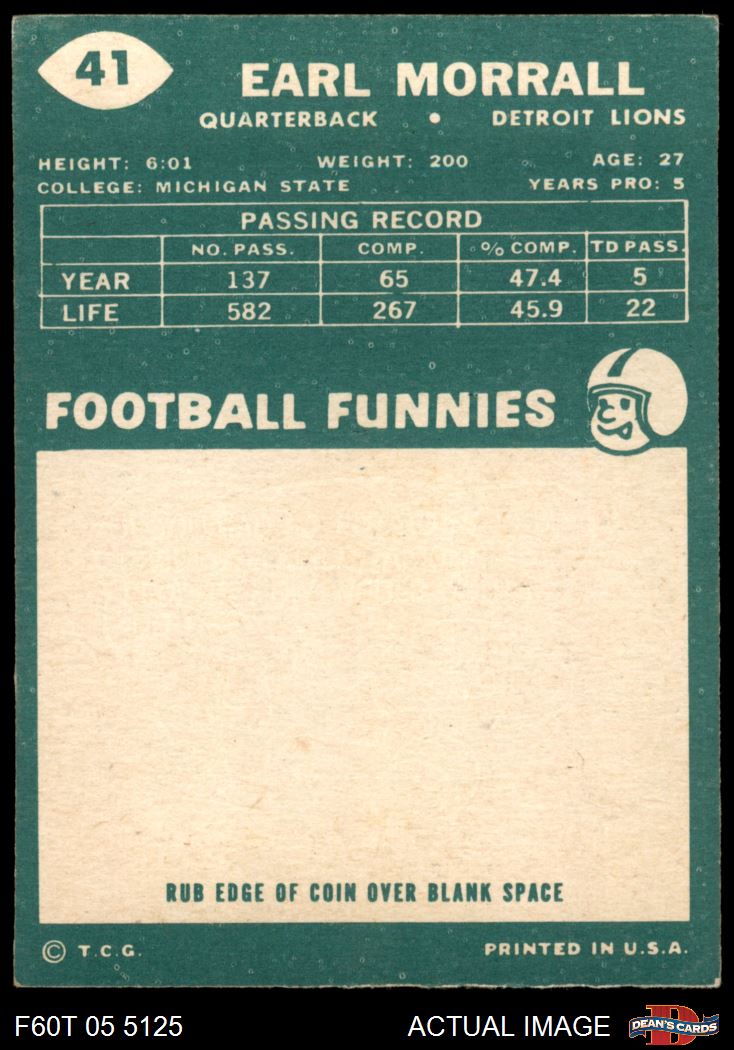 41
EARL MORRALL
QUARTERBACK • DETROIT LIONS
HEIGHT: 6:01 WEIGHT: 200 AGE: 27
COLLEGE: MICHIGAN STATE YEARS PRO: 5
PASSING RECORD
NO. PASS. COMP. % COMP. TD PASS.
YEAR 137 65 47.4 5
LIFE 582 267 45.9 22
FOOTBALL FUNNIES
RUB EDGE OF COIN OVER BLANK SPACE
© T.C.G. PRINTED IN U.S.A.
F60T 05 5125 ACTUAL IMAGE DEAN'S CARDS